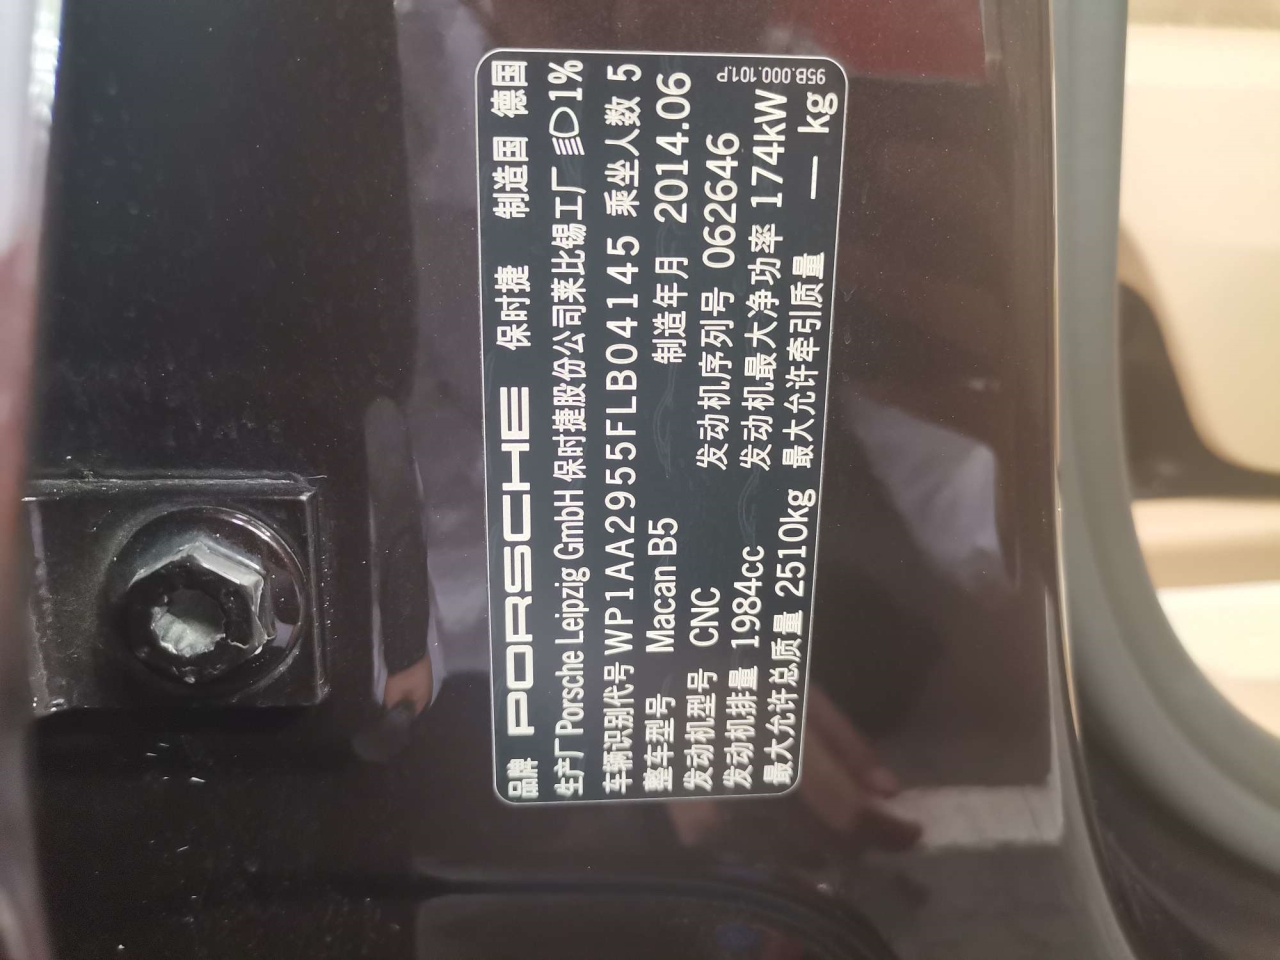 品牌 PORSCHE 保时捷 制造国 德国
生产厂 Porsche Leipzig GmbH 保时捷股份公司莱比锡工厂 1%
车辆识别代号 WP1AA2955FLB04145 乘坐人数 5
整车型号 Macan B5 制造年月 2014.06
发动机型号 CNC 发动机序列号 062646
发动机排量 1984cc 发动机最大净功率 174kW
最大允许总质量 2510kg 最大允许牵引质量 — kg
95B.000.101.P